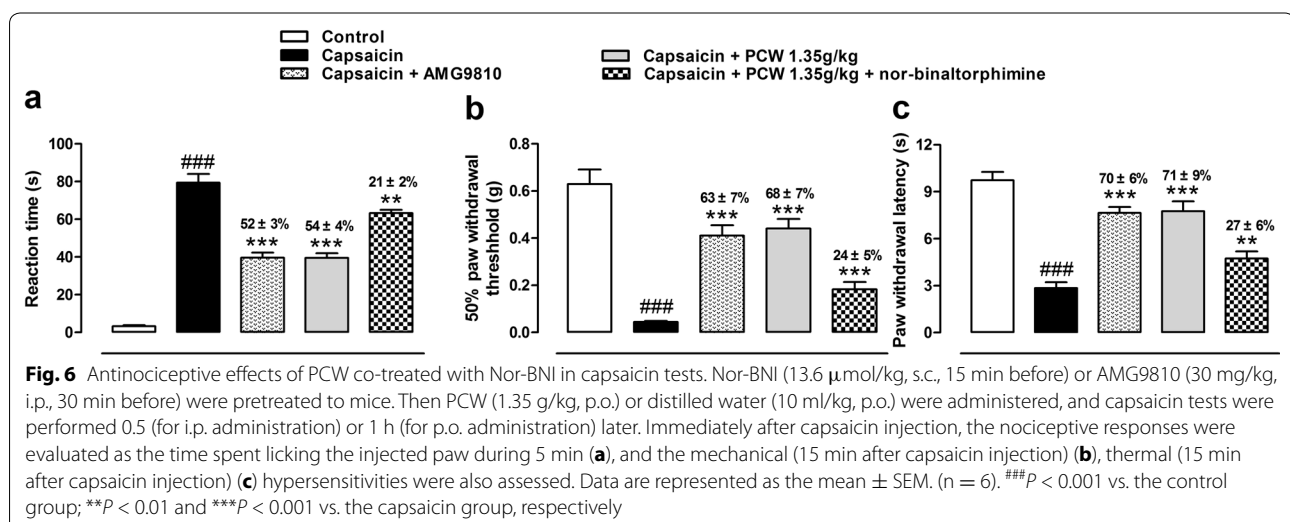 Control
Capsaicin
Capsaicin + AMG9810
Capsaicin + PCW 1.35g/kg
Capsaicin + PCW 1.35g/kg + nor-binaltorphimine
a
Reaction time (s)
100
80
60
40
20
0
###
52 ± 3%
***
54 ± 4%
***
21 ± 2%
**
b
50% paw withdrawal
threshhold (g)
0.8
0.6
0.4
0.2
0.0
###
63 ± 7%
***
68 ± 7%
***
24 ± 5%
***
c
Paw withdrawal latency (s)
12
9
6
3
0
###
70 ± 6%
***
71 ± 9%
***
27 ± 6%
**
Fig. 6 Antinociceptive effects of PCW co-treated with Nor-BNI in capsaicin tests. Nor-BNI (13.6 μmol/kg, s.c., 15 min before) or AMG9810 (30 mg/kg,
i.p., 30 min before) were pretreated to mice. Then PCW (1.35 g/kg, p.o.) or distilled water (10 ml/kg, p.o.) were administered, and capsaicin tests were
performed 0.5 (for i.p. administration) or 1 h (for p.o. administration) later. Immediately after capsaicin injection, the nociceptive responses were
evaluated as the time spent licking the injected paw during 5 min (a), and the mechanical (15 min after capsaicin injection) (b), thermal (15 min
after capsaicin injection) (c) hypersensitivities were also assessed. Data are represented as the mean ± SEM. (n = 6). ###P < 0.001 vs. the control
group; **P < 0.01 and ***P < 0.001 vs. the capsaicin group, respectively